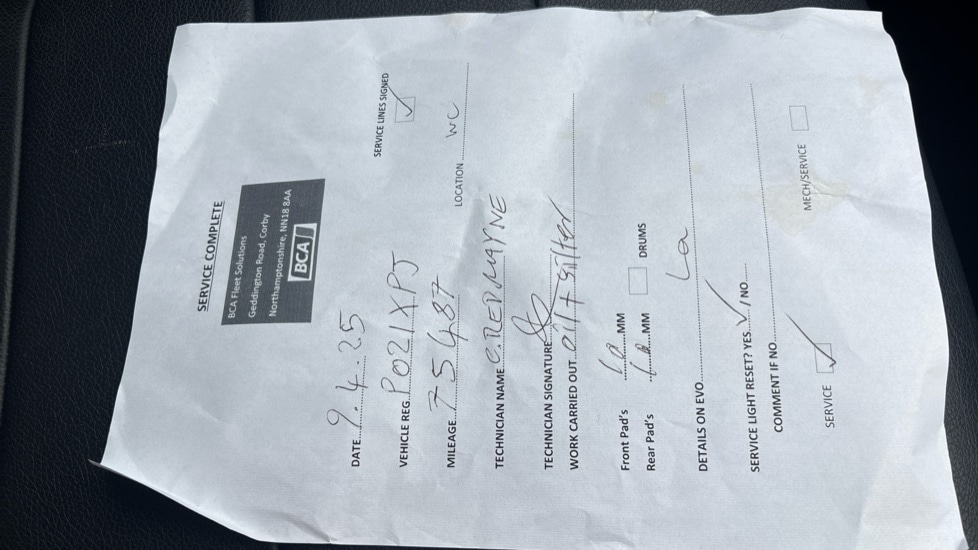 SERVICE COMPLETE
BCA Fleet Solutions
Geddington Road, Corby
Northamptonshire, NN18 8AA
BCA
DATE 9.4.25
SERVICE LINES SIGNED
VEHICLE REG. PO21XPJ
MILEAGE 75487 LOCATION WC
TECHNICIAN NAME C. REDMAYNE
TECHNICIAN SIGNATURE
WORK CARRIED OUT oil + filter
Front Pad's MM
Rear Pad's MM DRUMS
DETAILS ON EVO
SERVICE LIGHT RESET? YES / NO
COMMENT IF NO
SERVICE MECH/SERVICE